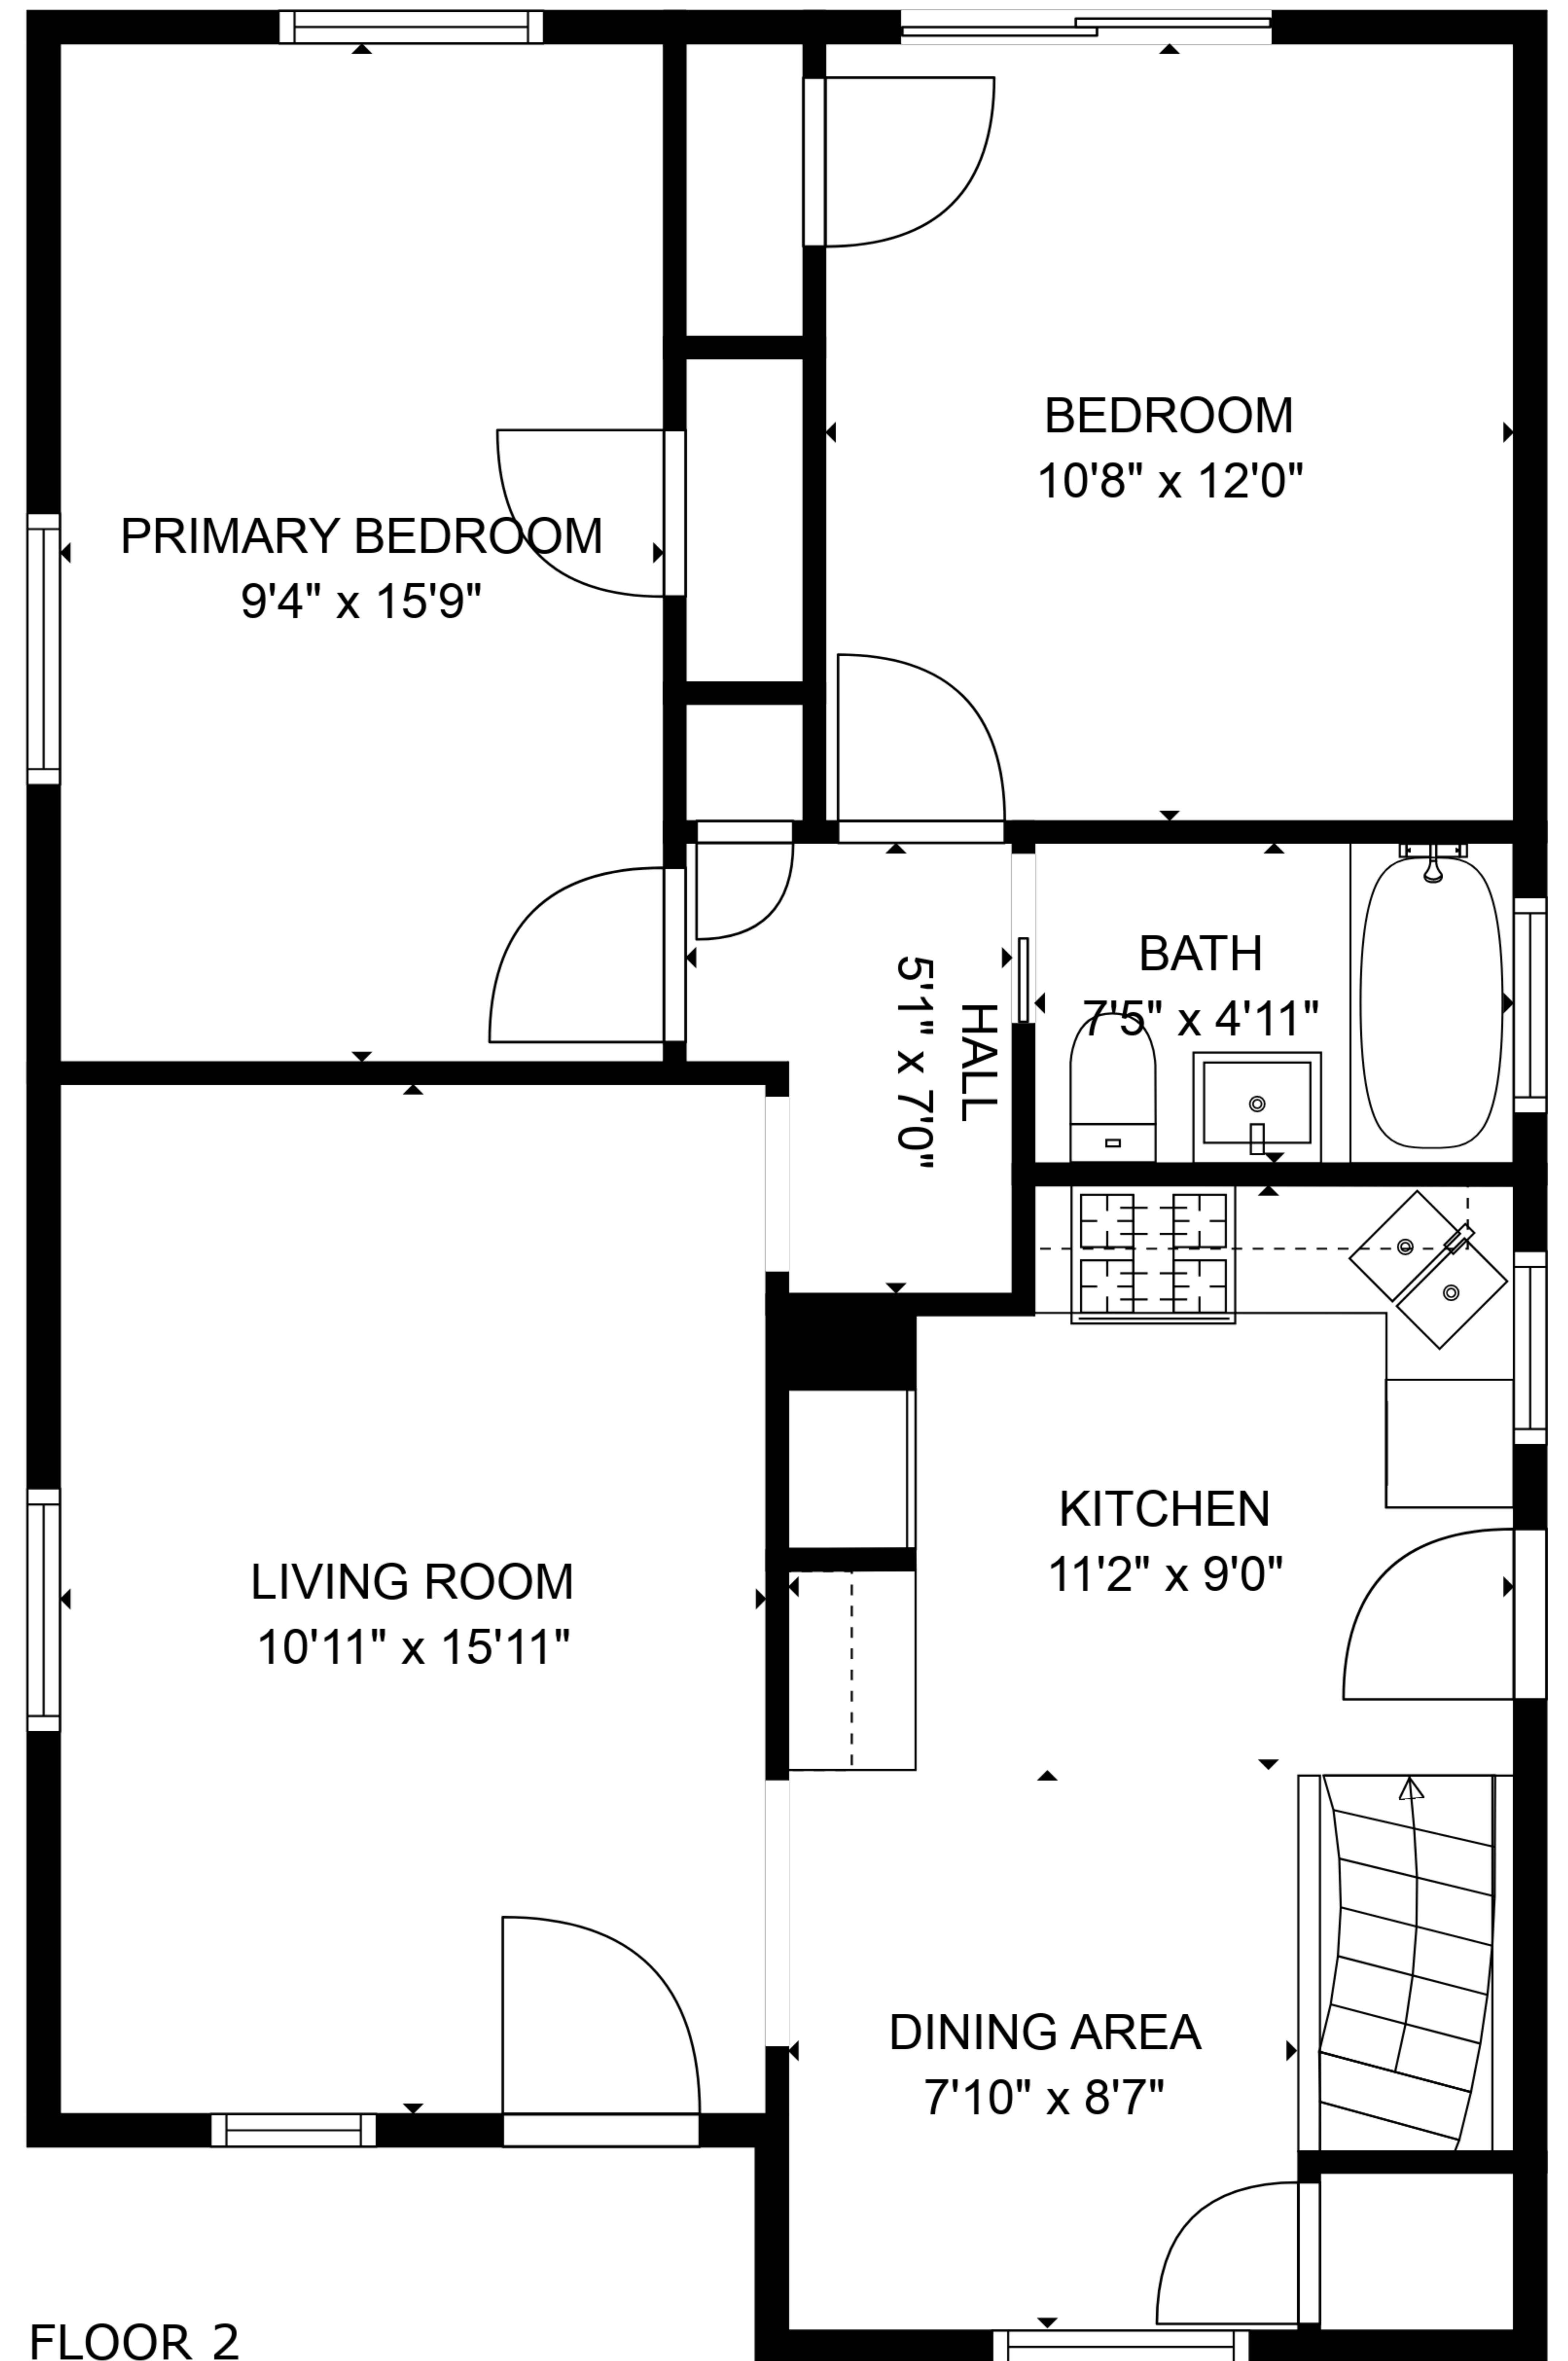 BEDROOM
10'8" x 12'0"
PRIMARY BEDROOM
9'4" x 15'9"
BATH
7'5" x 4'11"
HALL
5'1" x 7'0"
KITCHEN
11'2" x 9'0"
LIVING ROOM
10'11" x 15'11"
DINING AREA
7'10" x 8'7"
FLOOR 2